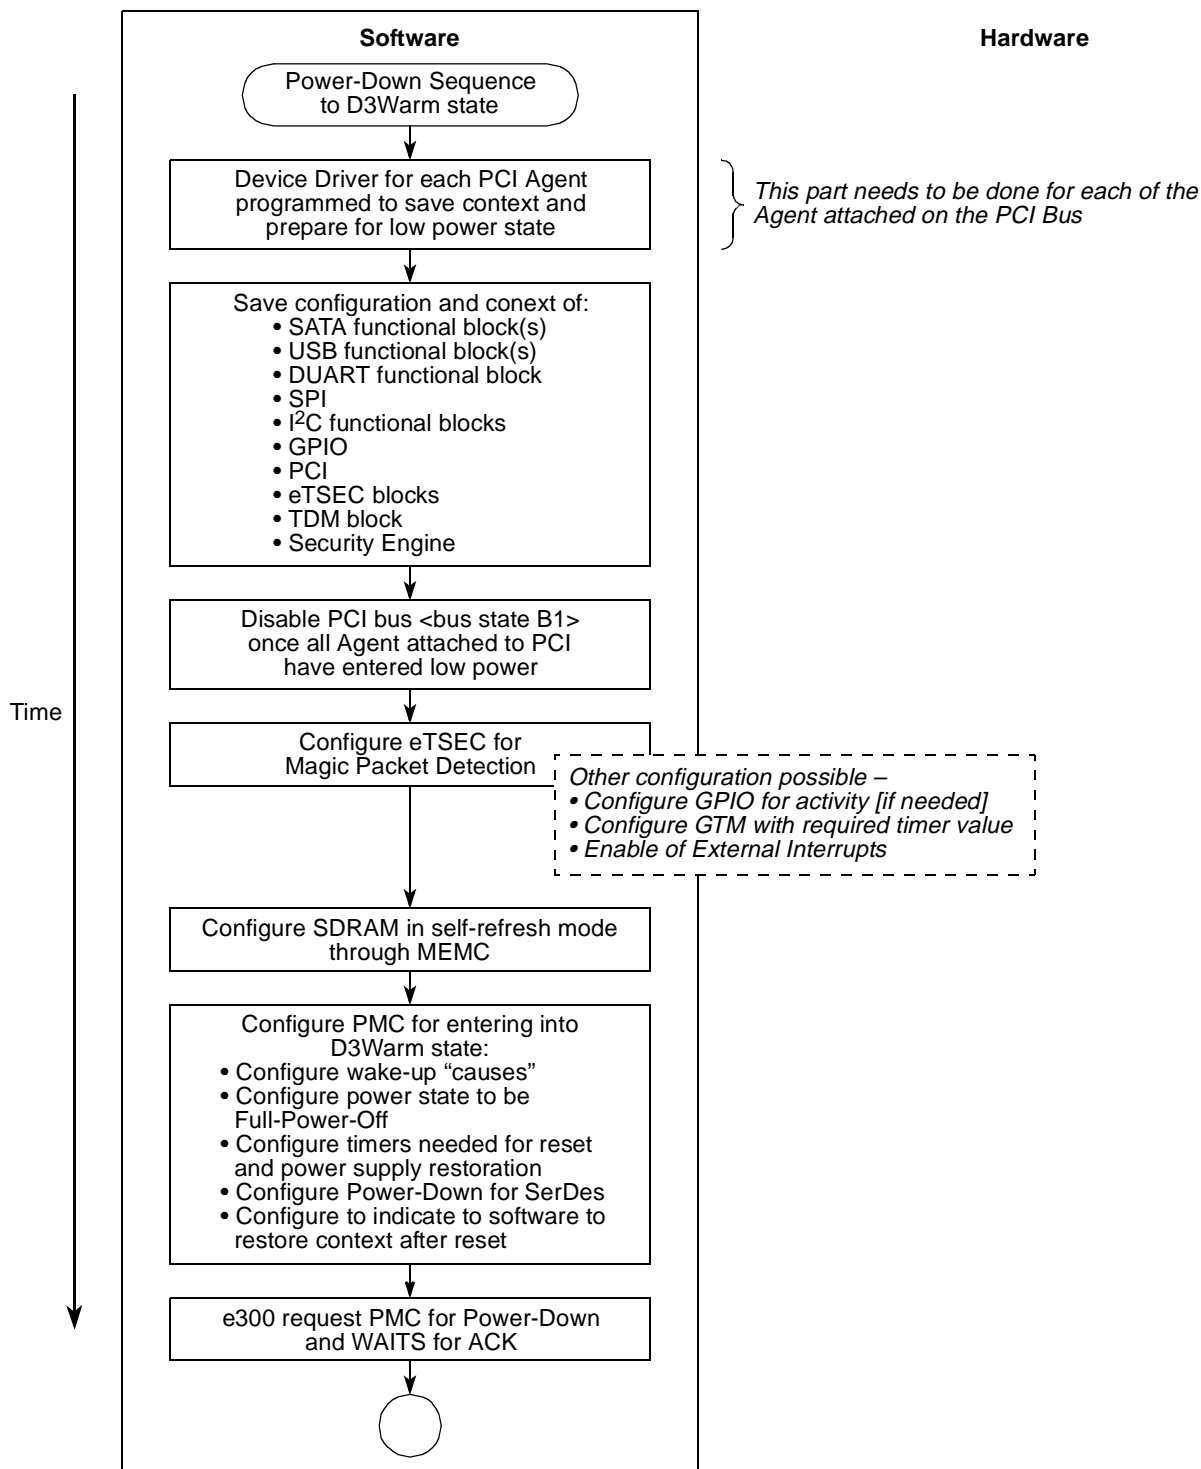 Software
Hardware
Power-Down Sequence
to D3Warm state
Device Driver for each PCI Agent
programmed to save context and
prepare for low power state
This part needs to be done for each of the
Agent attached on the PCI Bus
Save configuration and conext of:
• SATA functional block(s)
• USB functional block(s)
• DUART functional block
• SPI
• I2C functional blocks
• GPIO
• PCI
• eTSEC blocks
• TDM block
• Security Engine
Disable PCI bus <bus state B1>
once all Agent attached to PCI
have entered low power
Time
Configure eTSEC for
Magic Packet Detection
Other configuration possible –
• Configure GPIO for activity [if needed]
• Configure GTM with required timer value
• Enable of External Interrupts
Configure SDRAM in self-refresh mode
through MEMC
Configure PMC for entering into
D3Warm state:
• Configure wake-up “causes”
• Configure power state to be
Full-Power-Off
• Configure timers needed for reset
and power supply restoration
• Configure Power-Down for SerDes
• Configure to indicate to software to
restore context after reset
e300 request PMC for Power-Down
and WAITS for ACK